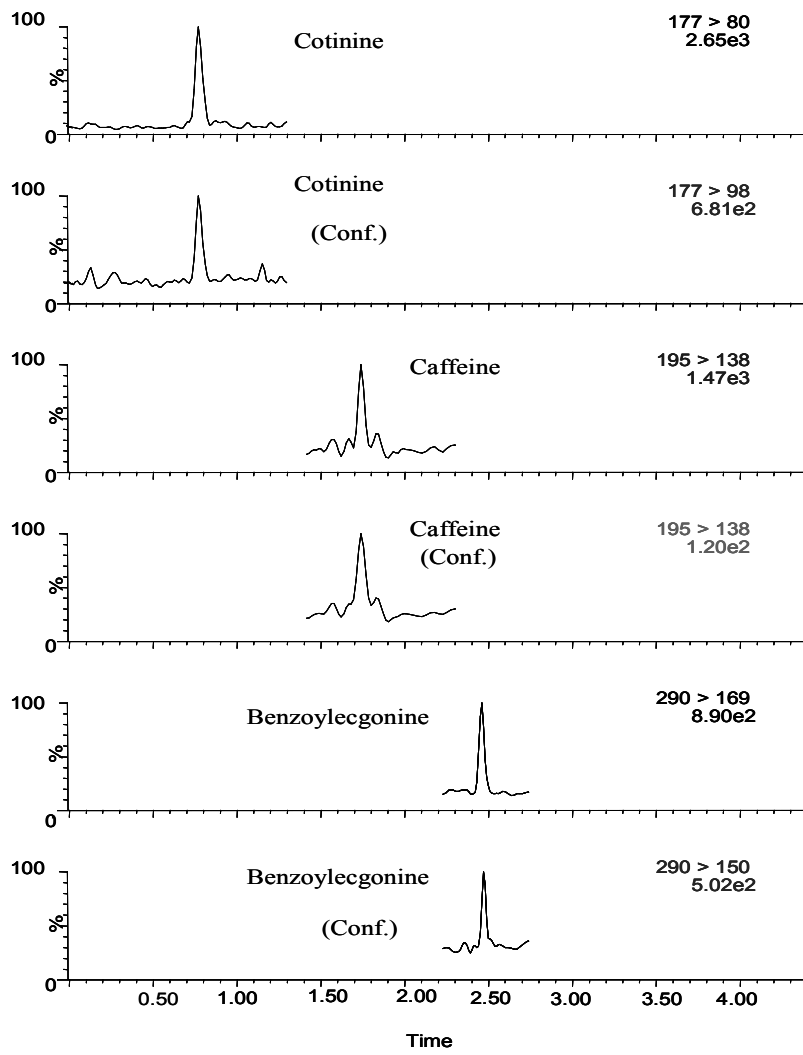 100
%
0
Cotinine
177 > 80
2.65e3
100
%
0
Cotinine
(Conf.)
177 > 98
6.81e2
100
%
0
Caffeine
195 > 138
1.47e3
100
%
0
Caffeine
(Conf.)
195 > 138
1.20e2
100
%
0
Benzoylecgonine
290 > 169
8.90e2
100
%
0
Benzoylecgonine
(Conf.)
290 > 150
5.02e2
0.50 1.00 1.50 2.00 2.50 3.00 3.50 4.00
Time